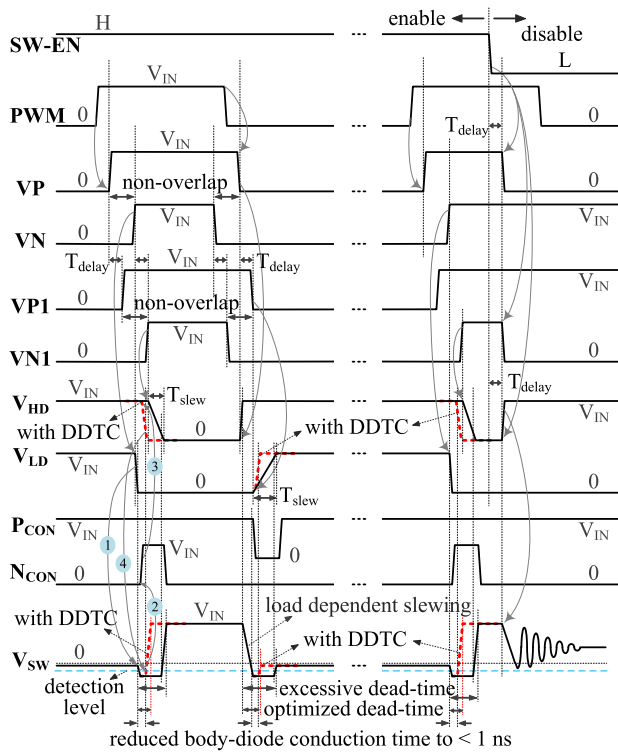 enable
disable
H
SW-EN
L
V_IN
PWM 0 0 0
T_delay
V_IN
VP 0 0 0
non-overlap
V_IN V_IN
VN 0
T_delay V_IN T_delay
VP1 0
non-overlap
V_IN
VN1 0 0
T_delay
V_IN T_slew V_IN
V_HD
with DDTC 0 with DDTC
V_LD
V_IN 3 0 0
T_slew
P_CON
V_IN V_IN
1 0
4 V_IN
N_CON 0 0
2
with DDTC V_IN load dependent slewing
0 with DDTC
V_SW
detection
level
excessive dead-time
optimized dead-time
reduced body-diode conduction time to < 1 ns